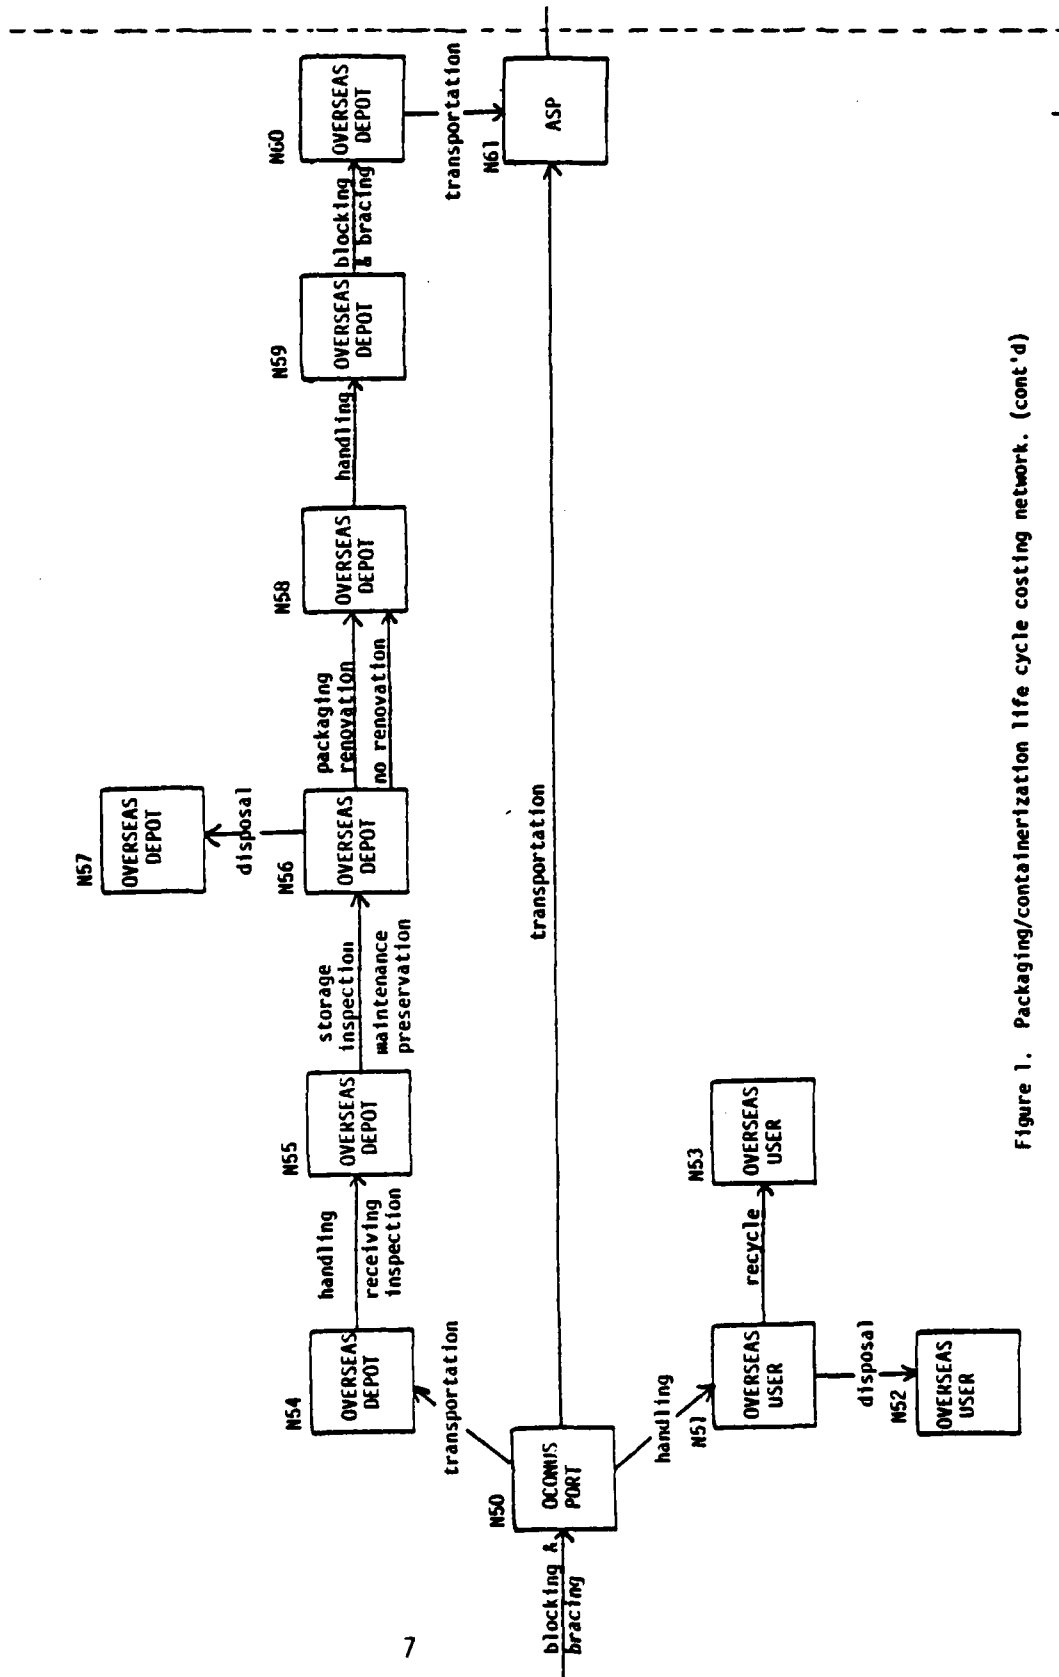 N57
OVERSEAS
DEPOT
disposal
N54
OVERSEAS
DEPOT
handling
receiving
inspection
N55
OVERSEAS
DEPOT
storage
inspection
maintenance
preservation
N56
OVERSEAS
DEPOT
packaging
renovation
no renovation
N58
OVERSEAS
DEPOT
handling
N59
OVERSEAS
DEPOT
blocking
& bracing
N60
OVERSEAS
DEPOT
transportation
transportation
N50
OCONUS
PORT
blocking &
bracing
transportation
N61
ASP
handling
N51
OVERSEAS
USER
recycle
N53
OVERSEAS
USER
disposal
N52
OVERSEAS
USER
Figure 1. Packaging/containerization life cycle costing network. (cont'd)
7